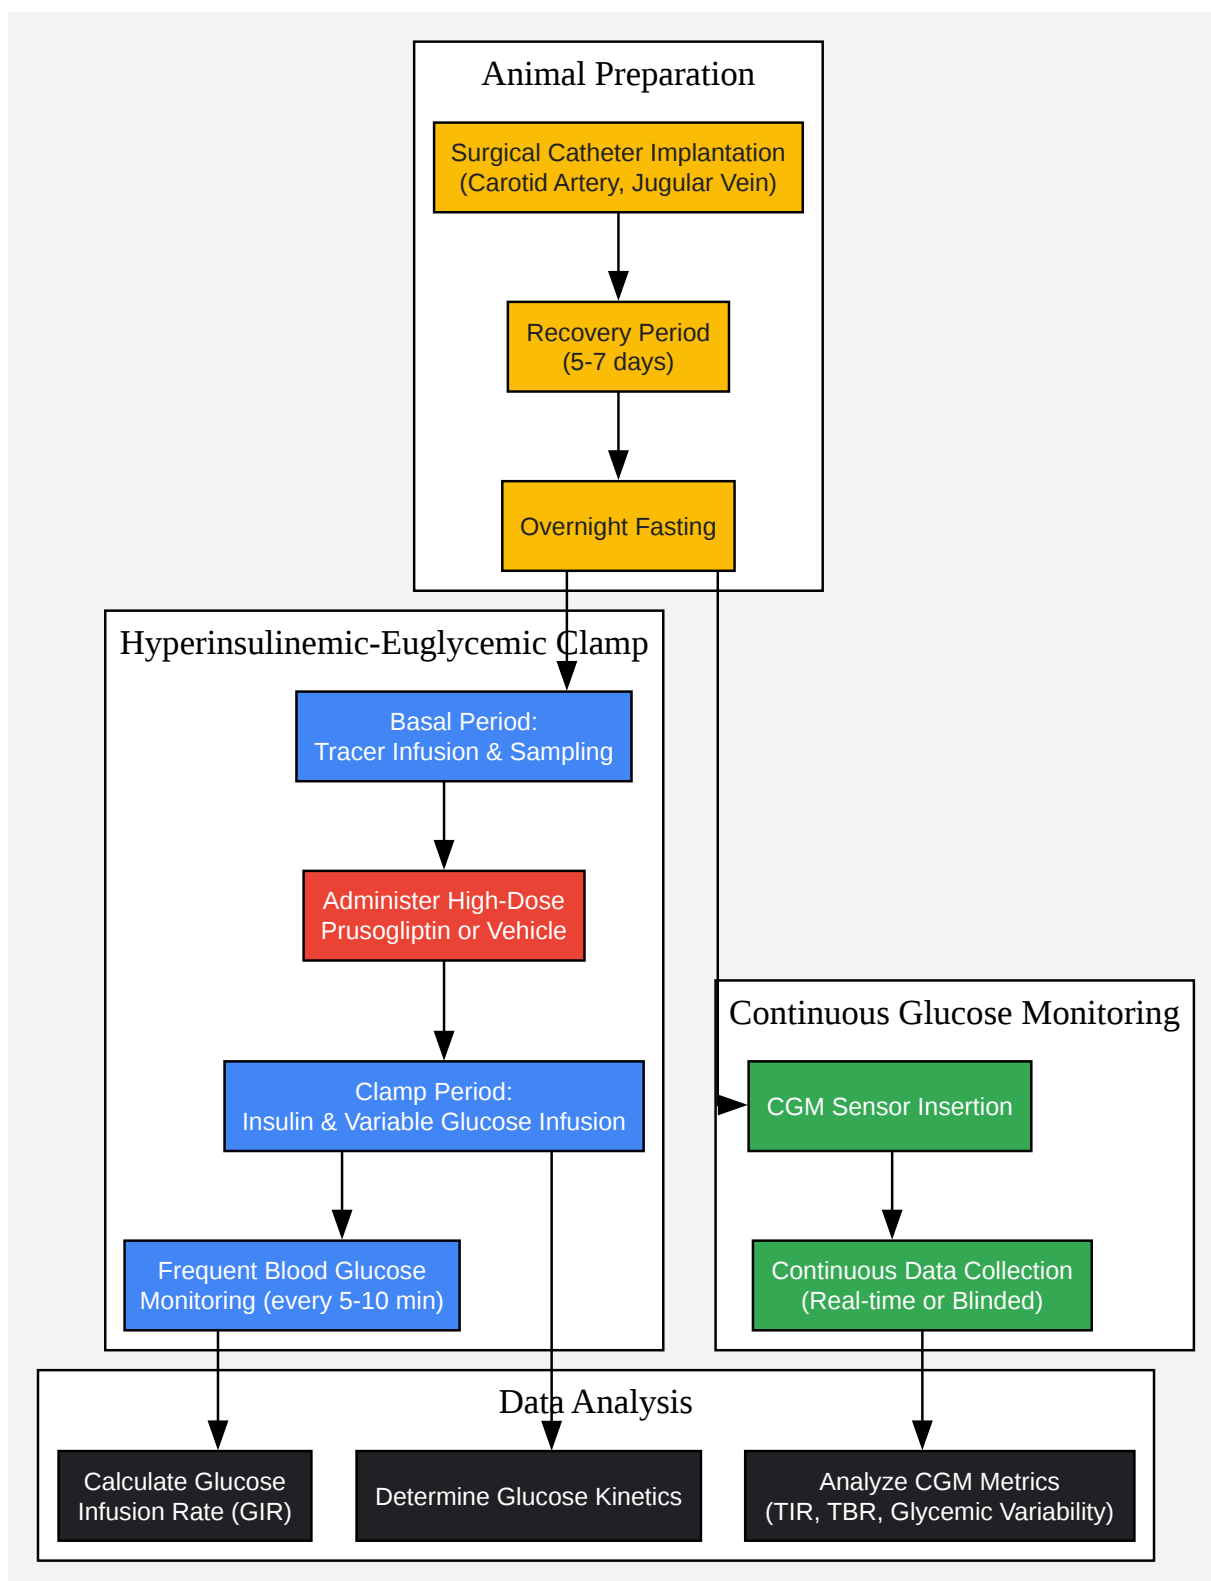 Animal Preparation
Surgical Catheter Implantation
(Carotid Artery, Jugular Vein)
Recovery Period
(5-7 days)
Overnight Fasting
Hyperinsulinemic-Euglycemic Clamp
Basal Period:
Tracer Infusion & Sampling
Administer High-Dose
Prusogliptin or Vehicle
Clamp Period:
Insulin & Variable Glucose Infusion
Frequent Blood Glucose
Monitoring (every 5-10 min)
Continuous Glucose Monitoring
CGM Sensor Insertion
Continuous Data Collection
(Real-time or Blinded)
Data Analysis
Calculate Glucose
Infusion Rate (GIR)
Determine Glucose Kinetics
Analyze CGM Metrics
(TIR, TBR, Glycemic Variability)